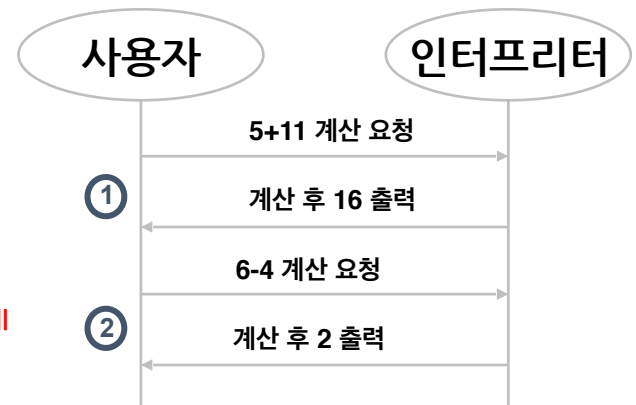 사용자
인터프리터
5+11 계산 요청
1
계산 후 16 출력
6-4 계산 요청
2
계산 후 2 출력